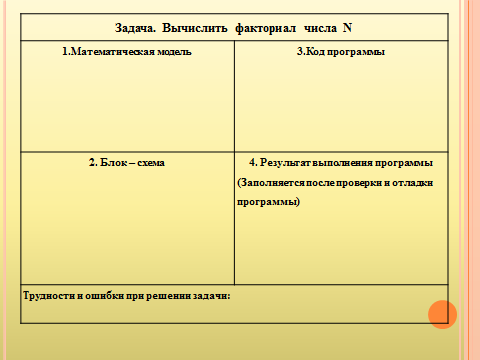 Задача. Вычислить факториал числа N
1.Математическая модель
3.Код программы
2. Блок – схема
4. Результат выполнения программы
(Заполняется после проверки и отладки
программы)
Трудности и ошибки при решении задачи: